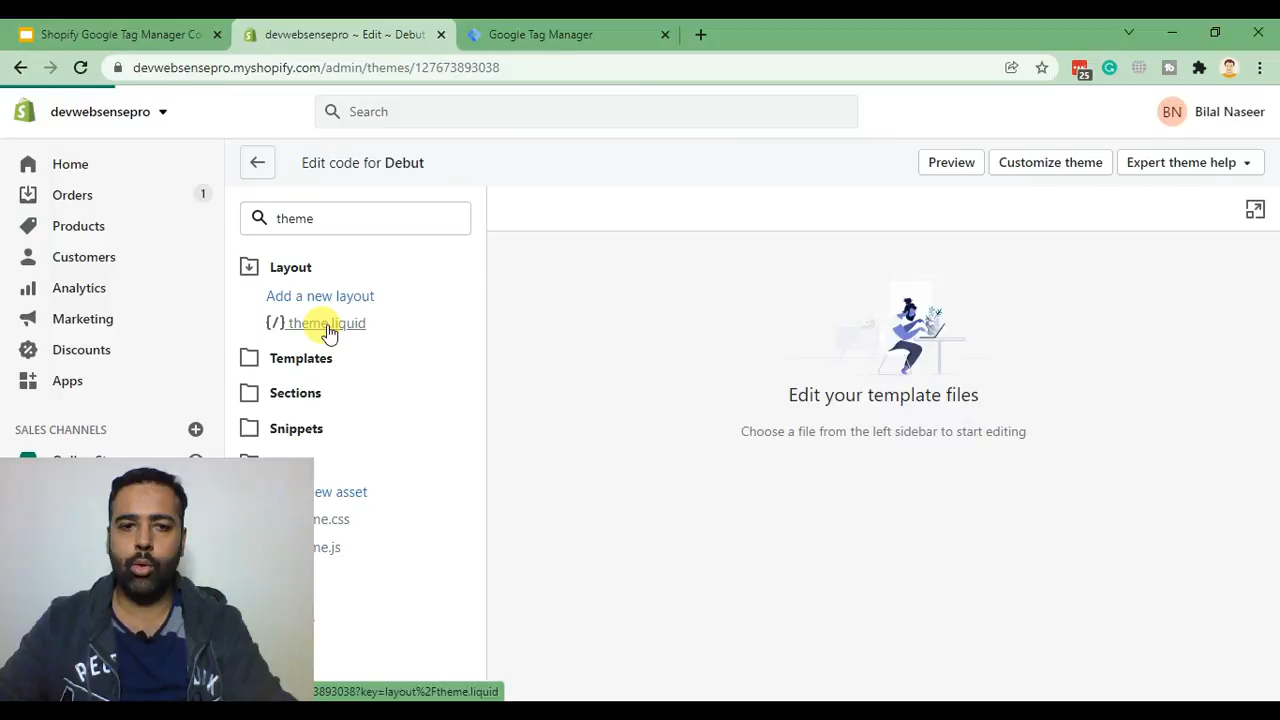 Shopify Google Tag Manager Co
devwebsensepro ~ Edit ~ Debut
Google Tag Manager
devwebsensepro.myshopify.com/admin/themes/127673893038
25
devwebsensepro
Search
BN
Bilal Naseer
Home
Orders
1
Products
Customers
Analytics
Marketing
Discounts
Apps
SALES CHANNELS
Edit code for Debut
Preview
Customize theme
Expert theme help
theme
Layout
Add a new layout
{/} theme.liquid
Templates
Sections
Snippets
ew asset
me.css
me.js
Edit your template files
Choose a file from the left sidebar to start editing
3893038?key=layout%2Ftheme.liquid